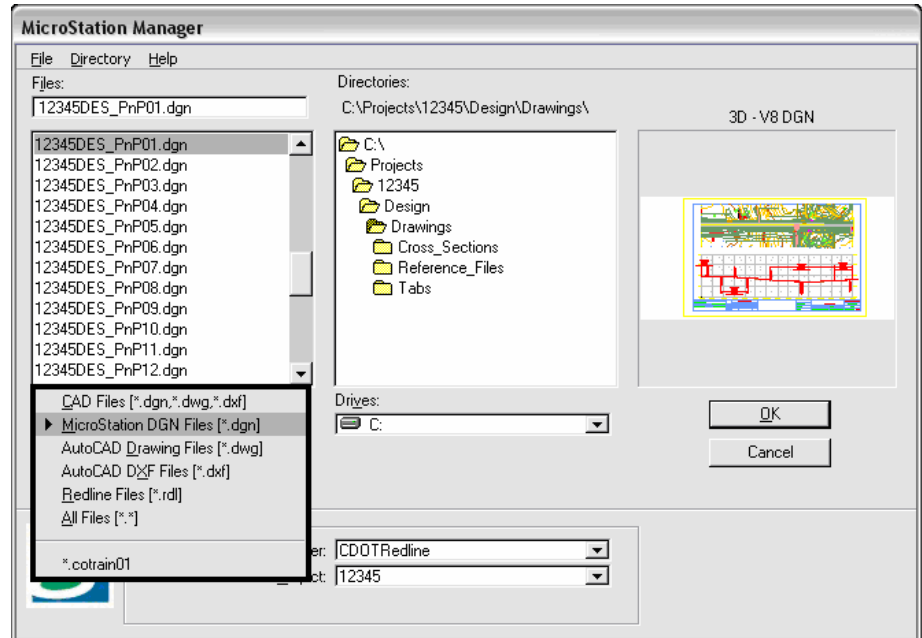 MicroStation Manager
File Directory Help
Files:
12345DES_PnP01.dgn
12345DES_PnP01.dgn
12345DES_PnP02.dgn
12345DES_PnP03.dgn
12345DES_PnP04.dgn
12345DES_PnP05.dgn
12345DES_PnP06.dgn
12345DES_PnP07.dgn
12345DES_PnP08.dgn
12345DES_PnP09.dgn
12345DES_PnP10.dgn
12345DES_PnP11.dgn
12345DES_PnP12.dgn
CAD Files [*.dgn,*.dwg,*.dxf]
MicroStation DGN Files [*.dgn]
AutoCAD Drawing Files [*.dwg]
AutoCAD DXF Files [*.dxf]
Redline Files [*.rdl]
All Files [*.*]
*.cotrain01
Directories:
C:\Projects\12345\Design\Drawings\
C:\
Projects
12345
Design
Drawings
Cross_Sections
Reference_Files
Tabs
Drives:
C:
3D - V8 DGN
OK
Cancel
er: CDOTRedline
ct: 12345